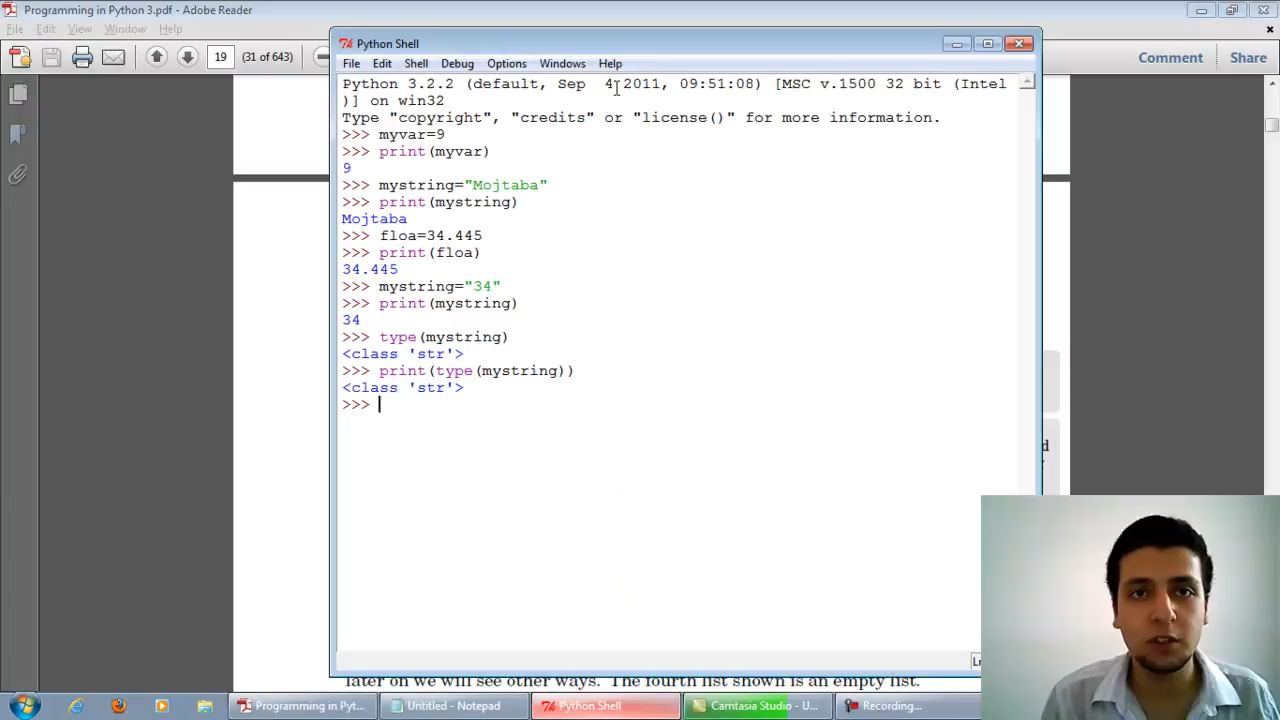 Programming in Python 3.pdf - Adobe Reader
File Edit View Window Help
19 (31 of 643)
Comment Share
Python Shell
File Edit Shell Debug Options Windows Help
Python 3.2.2 (default, Sep 4 2011, 09:51:08) [MSC v.1500 32 bit (Intel
)] on win32
Type "copyright", "credits" or "license()" for more information.
>>> myvar=9
>>> print(myvar)
9
>>> mystring="Mojtaba"
>>> print(mystring)
Mojtaba
>>> floa=34.445
>>> print(floa)
34.445
>>> mystring="34"
>>> print(mystring)
34
>>> type(mystring)
<class 'str'>
>>> print(type(mystring))
<class 'str'>
>>>
d
Ln
later on we will see other ways. The fourth list shown is an empty list.
Programming in Pyt... Untitled - Notepad Python Shell Camtasia Studio - U... Recording...